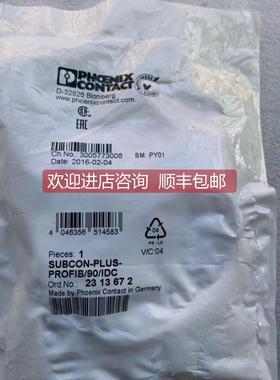 PHOENIX
CONTACT
D-32825 Blomberg
www.phoenixcontact.com
EAC
Ch.No. 3005773008 BM: PY01
Date: 2016-02-04
欢迎进店咨询 顺丰包邮
4 046356 514583
04
PE-LD
Pieces: 1
V/C:04
SUBCON-PLUS-
PROFIB/90/IDC
Ord No.: 23 13 67 2
Made by Phoenix Contact in Germany